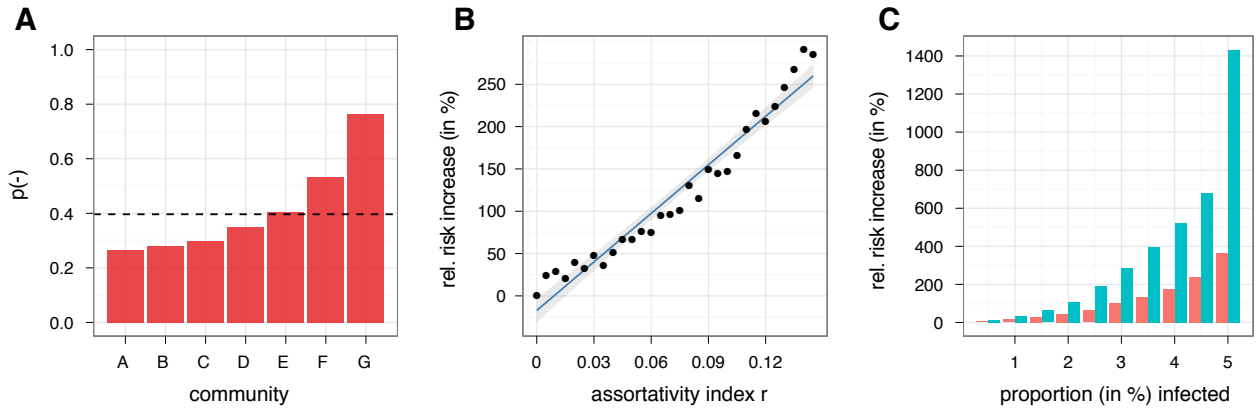 A
p(-)
1.0
0.8
0.6
0.4
0.2
0.0
A B C D E F G
community
B
rel. risk increase (in %)
250
200
150
100
50
0
0 0.03 0.06 0.09 0.12
assortativity index r
C
rel. risk increase (in %)
1400
1200
1000
800
600
400
200
0
1 2 3 4 5
proportion (in %) infected